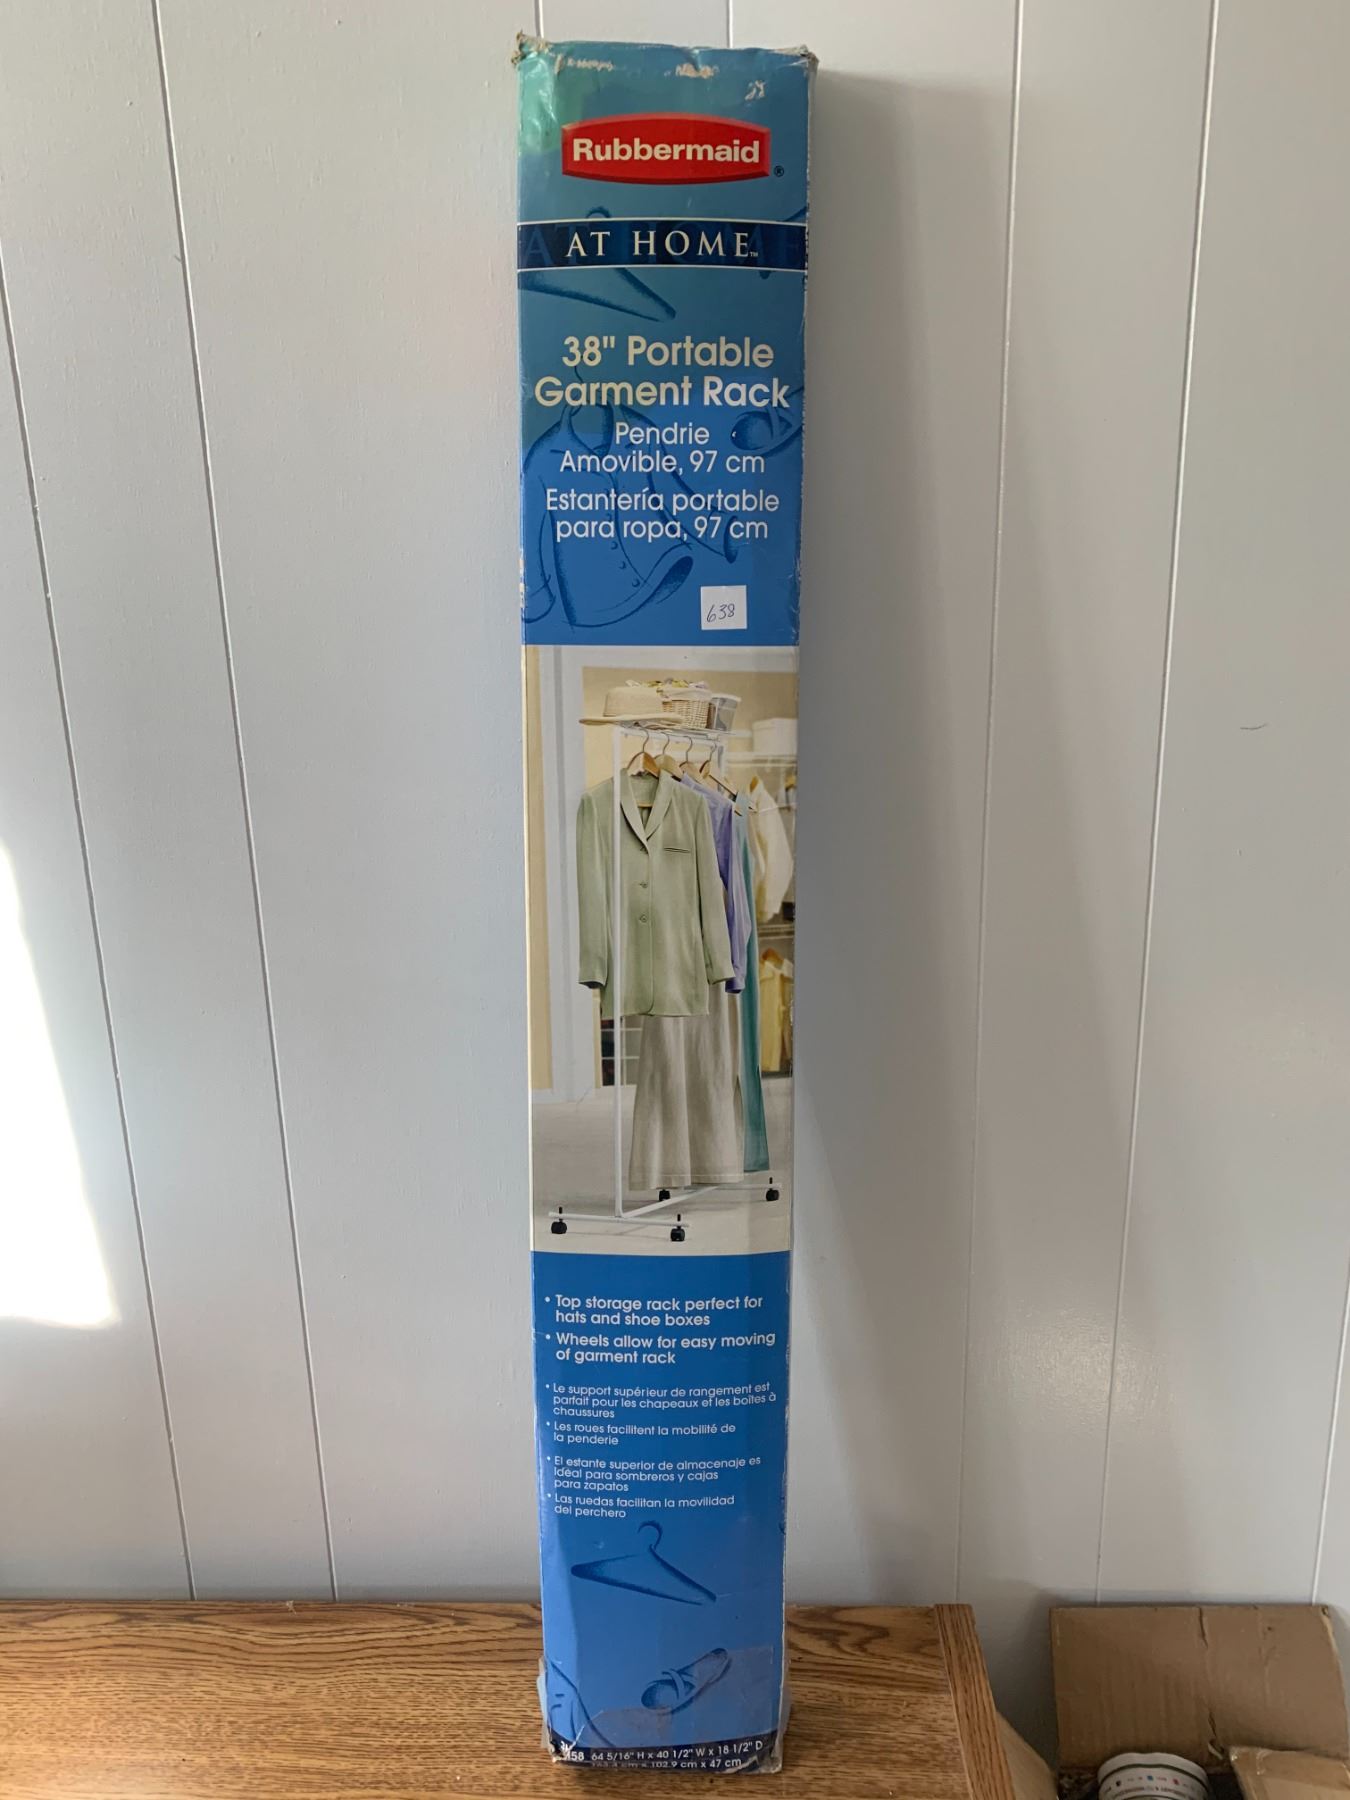 Rubbermaid
®
AT HOME™
38" Portable
Garment Rack
Pendrie
Amovible, 97 cm
Estantería portable
para ropa, 97 cm
638
• Top storage rack perfect for
hats and shoe boxes
• Wheels allow for easy moving
of garment rack
• Le support supérieur de rangement est
parfait pour les chapeaux et les boîtes à
chaussures
• Les roues facilitent la mobilité de
la penderie
• El estante superior de almacenaje es
ideal para sombreros y cajas
para zapatos
• Las ruedas facilitan la movilidad
del perchero
64 5/16" H x 40 1/2" W x 18 1/2" D
cm x 102.9 cm x 47 cm